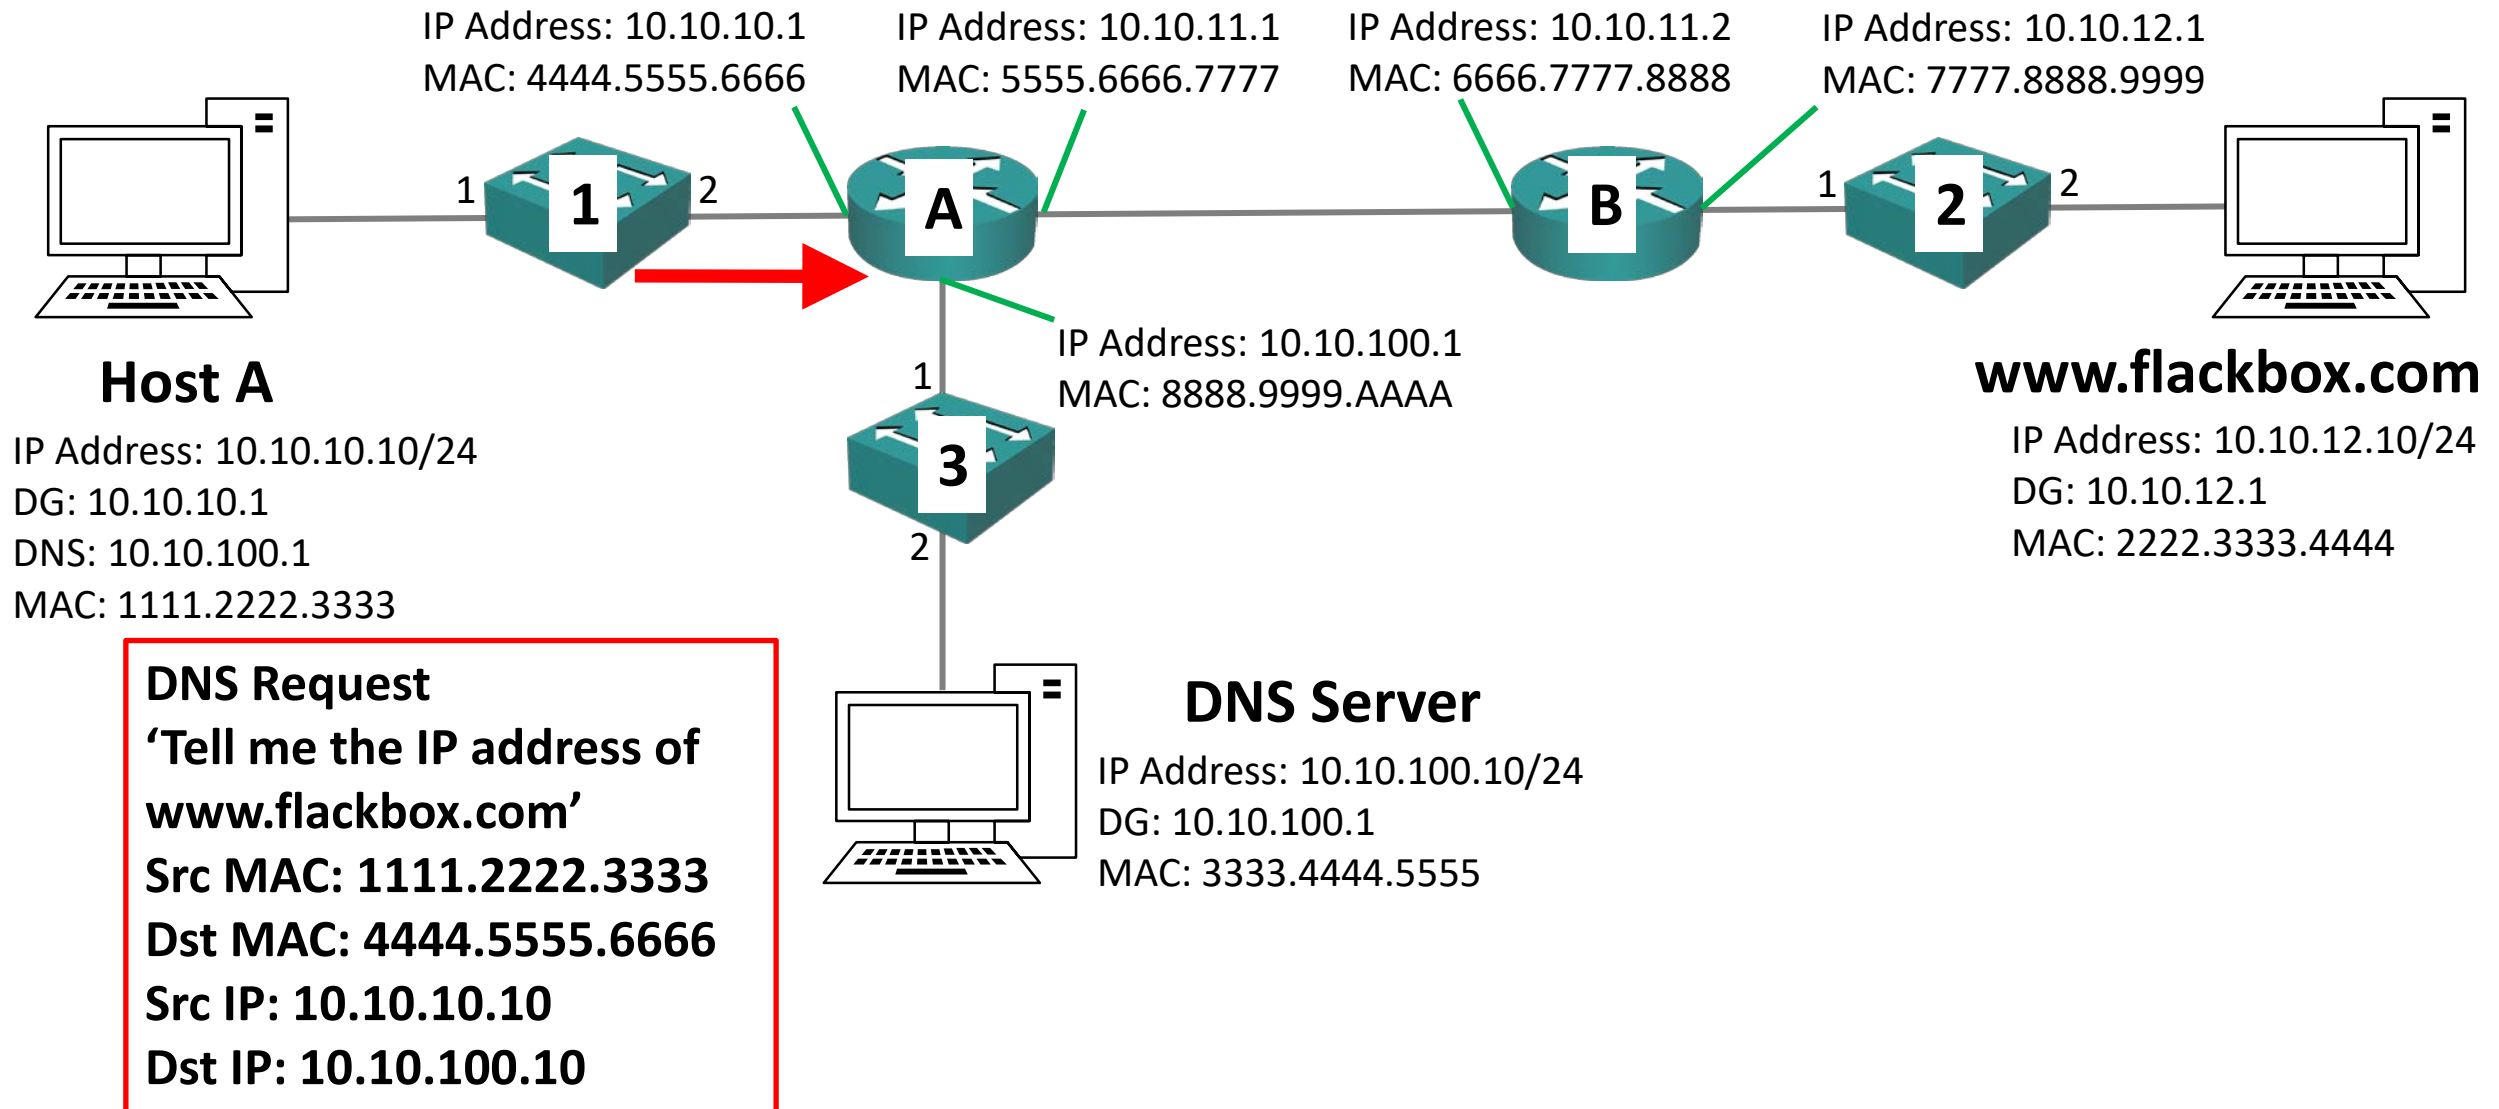 IP Address: 10.10.10.1
MAC: 4444.5555.6666
IP Address: 10.10.11.1
MAC: 5555.6666.7777
IP Address: 10.10.11.2
MAC: 6666.7777.8888
IP Address: 10.10.12.1
MAC: 7777.8888.9999
1
1
2
A
B
1
2
2
IP Address: 10.10.100.1
MAC: 8888.9999.AAAA
1
3
2
Host A
IP Address: 10.10.10.10/24
DG: 10.10.10.1
DNS: 10.10.100.1
MAC: 1111.2222.3333
www.flackbox.com
IP Address: 10.10.12.10/24
DG: 10.10.12.1
MAC: 2222.3333.4444
DNS Request
‘Tell me the IP address of
www.flackbox.com’
Src MAC: 1111.2222.3333
Dst MAC: 4444.5555.6666
Src IP: 10.10.10.10
Dst IP: 10.10.100.10
DNS Server
IP Address: 10.10.100.10/24
DG: 10.10.100.1
MAC: 3333.4444.5555